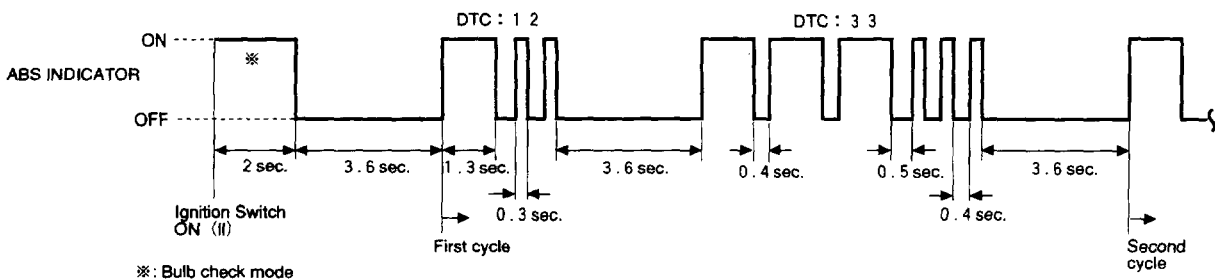 DTC : 1 2
DTC : 3 3
ON
※
ABS INDICATOR
OFF
2 sec.
3.6 sec.
1.3 sec.
3.6 sec.
0.4 sec.
0.5 sec.
3.6 sec.
0.3 sec.
0.4 sec.
Ignition Switch
ON (II)
First cycle
Second
cycle
※: Bulb check mode